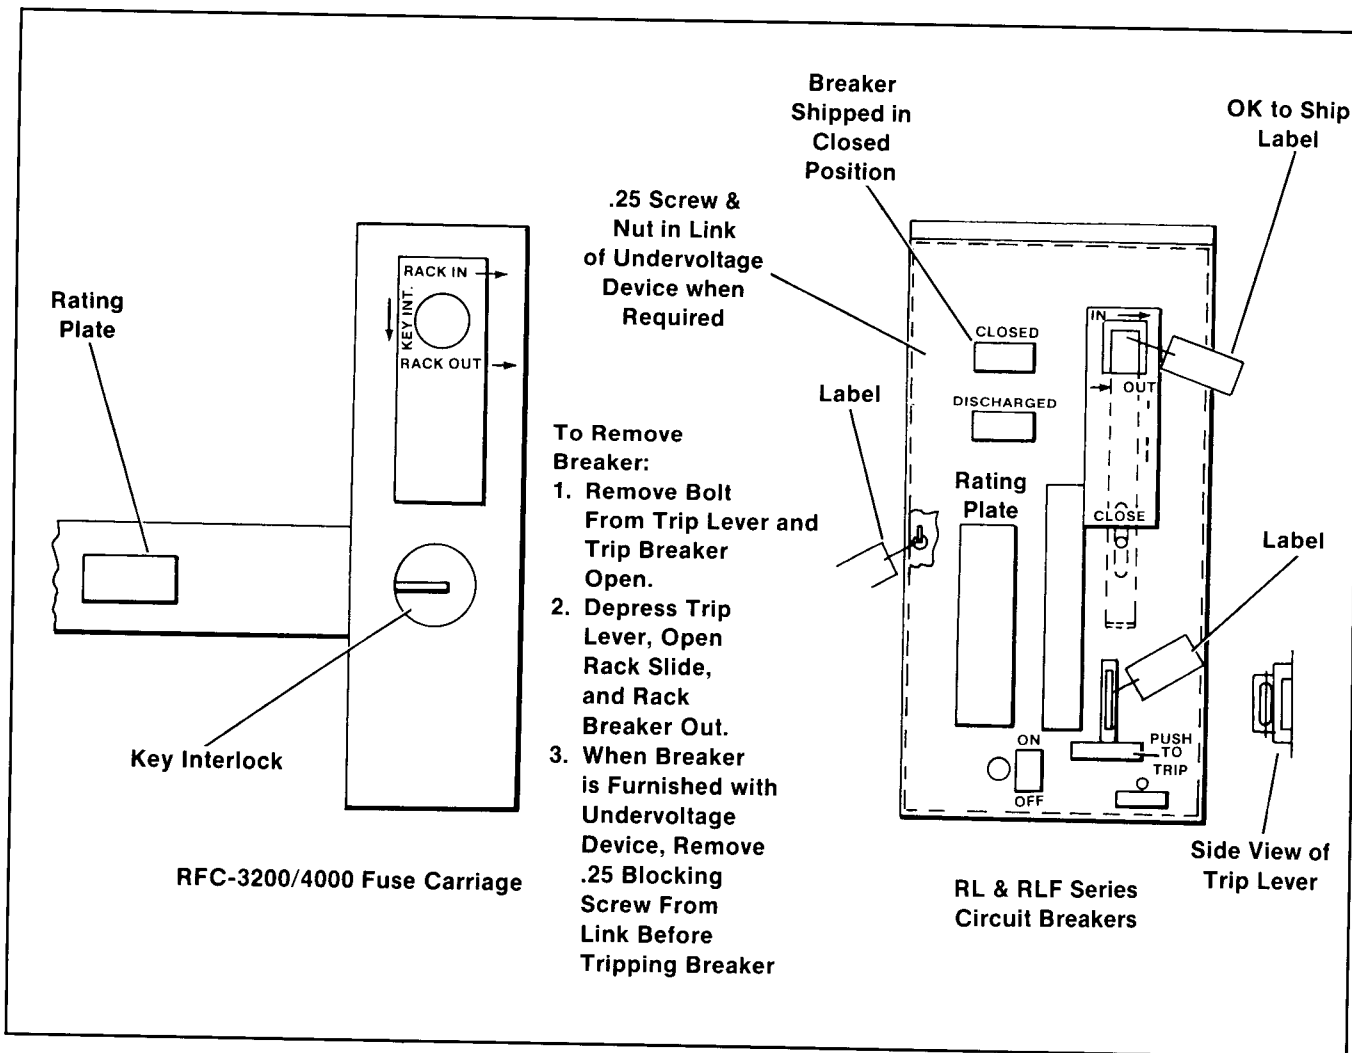 Breaker
Shipped in
Closed
Position
OK to Ship
Label
.25 Screw &
Nut in Link
of Undervoltage
Device when
Required
Rating
Plate
RACK IN
KEY INT.
RACK OUT
Key Interlock
RFC-3200/4000 Fuse Carriage
To Remove
Breaker:
1. Remove Bolt
From Trip Lever and
Trip Breaker
Open.
2. Depress Trip
Lever, Open
Rack Slide,
and Rack
Breaker Out.
3. When Breaker
is Furnished with
Undervoltage
Device, Remove
.25 Blocking
Screw From
Link Before
Tripping Breaker
Label
CLOSED
DISCHARGED
IN
OUT
CLOSE
Rating
Plate
Label
ON
OFF
PUSH
TO
TRIP
Side View of
Trip Lever
RL & RLF Series
Circuit Breakers